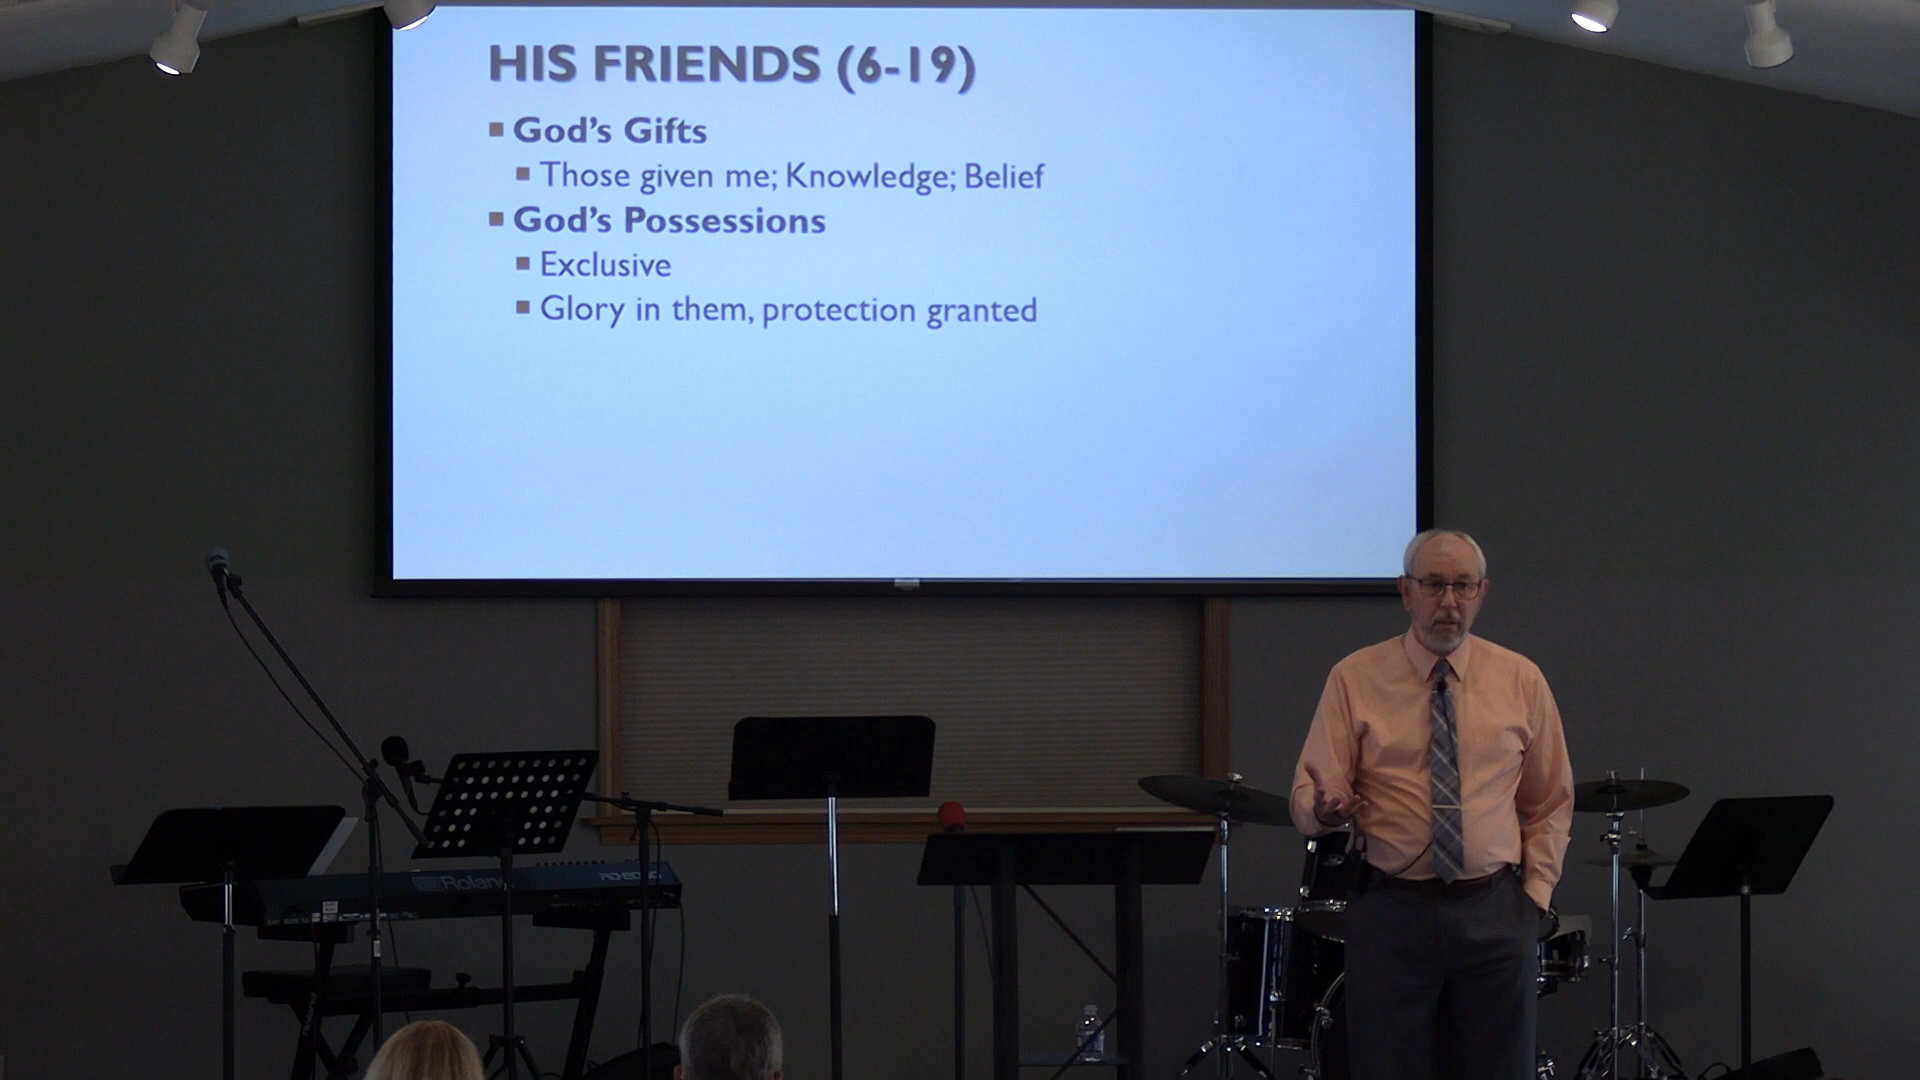 HIS FRIENDS (6-19)
God's Gifts
Those given me; Knowledge; Belief
God's Possessions
Exclusive
Glory in them, protection granted
Roland